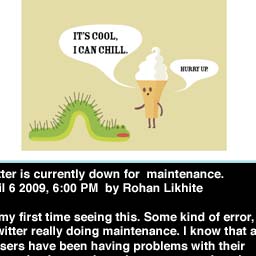 IT'S COOL,
I CAN CHILL.
HURRY UP.
tter is currently down for maintenance.
il 6 2009, 6:00 PM by Rohan Likhite
my first time seeing this. Some kind of error,
witter really doing maintenance. I know that a
sers have been having problems with their